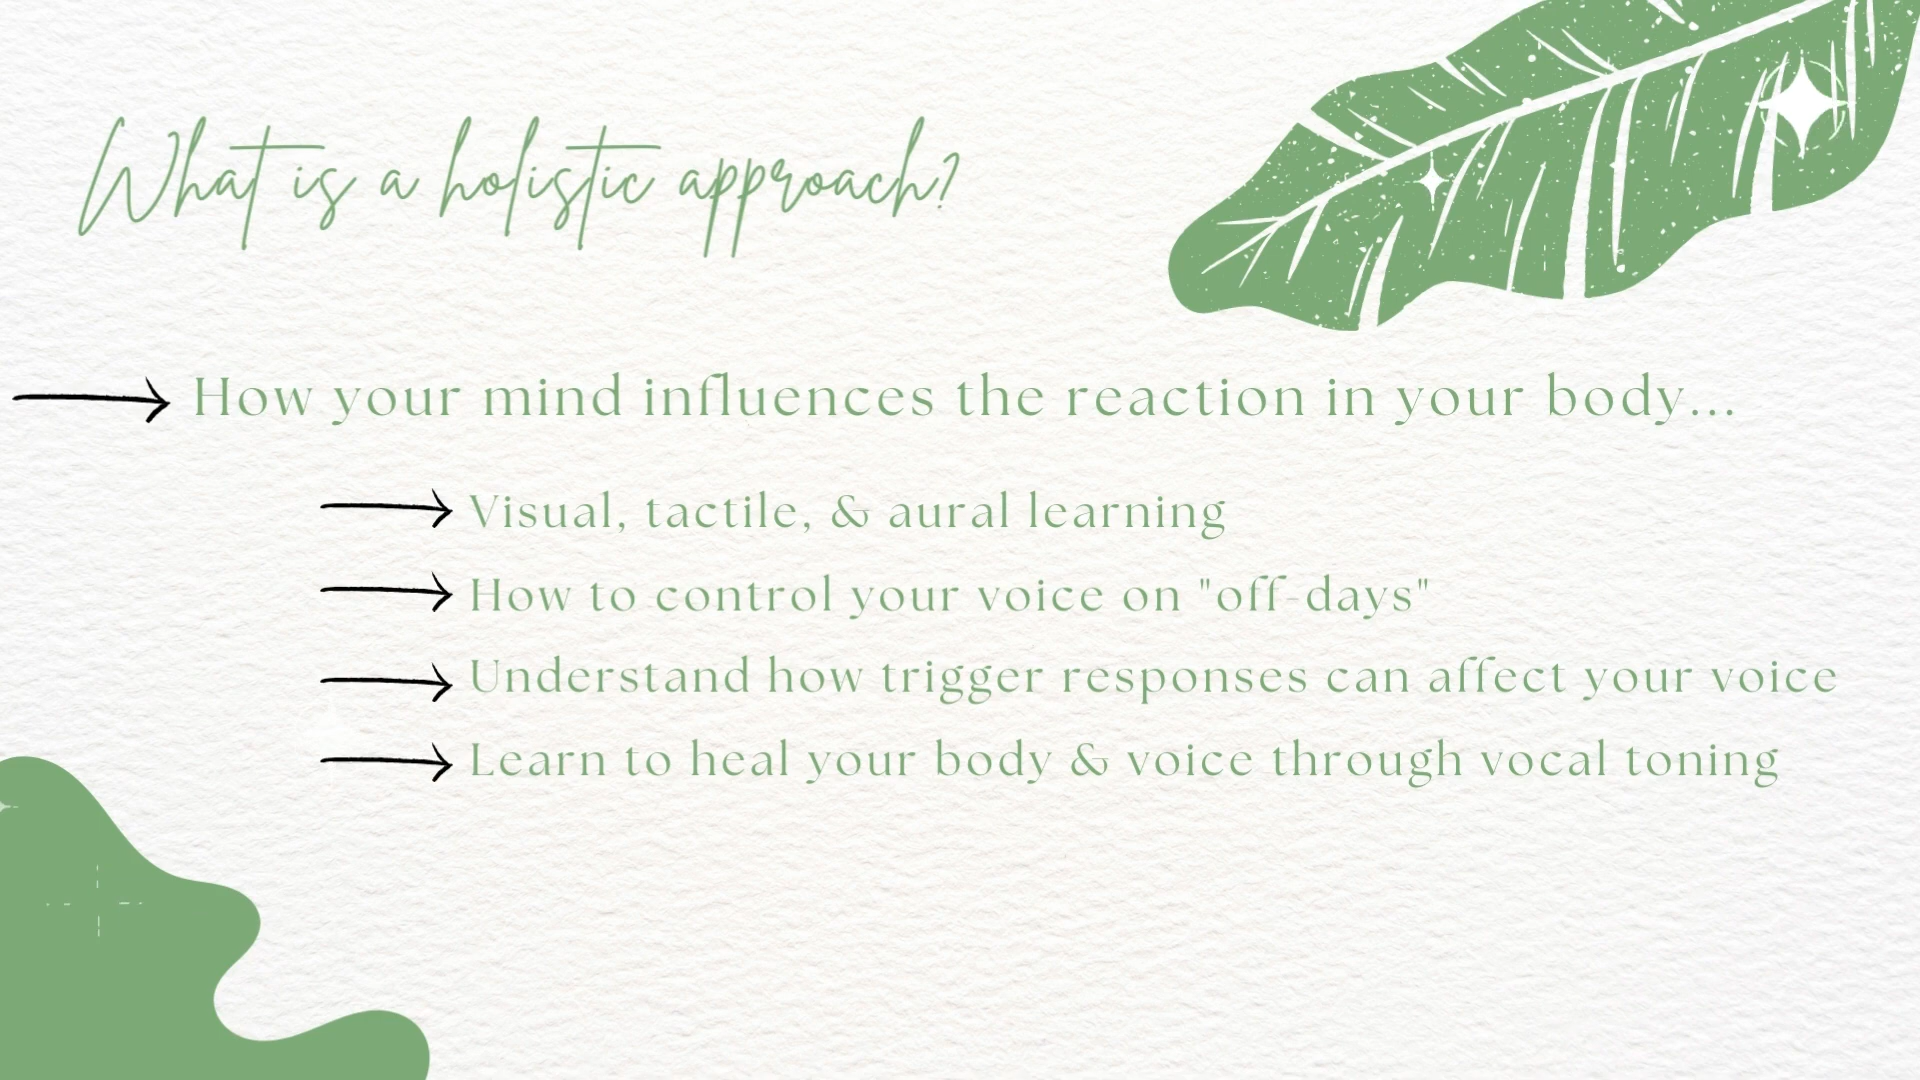 What is a holistic approach?
How your mind influences the reaction in your body...
Visual, tactile, & aural learning
How to control your voice on "off-days"
Understand how trigger responses can affect your voice
Learn to heal your body & voice through vocal toning